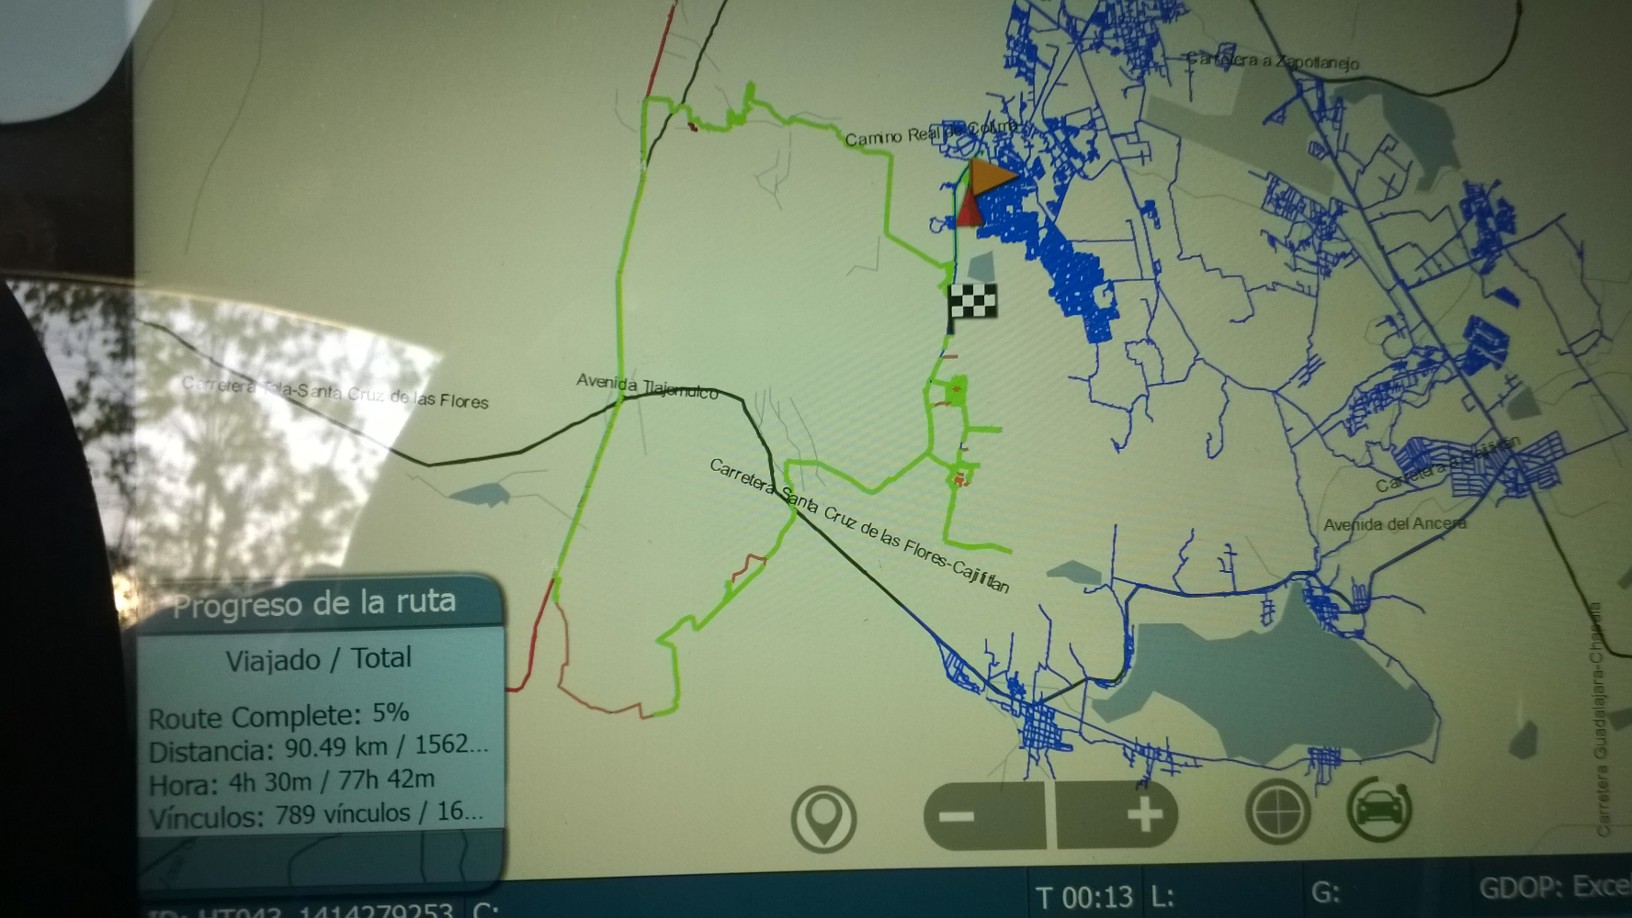 Carretera a Zapotlanejo
Camino Real de Colima
Avenida Tlajomulco
Carretera Tala-Santa Cruz de las Flores
Carretera Santa Cruz de las Flores-Cajititlan
Carretera a Cajititlán
Avenida del Ancera
Carretera Guadalajara-Chapala
Progreso de la ruta
Viajado / Total
Route Complete: 5%
Distancia: 90.49 km / 1562...
Hora: 4h 30m / 77h 42m
Vínculos: 789 vínculos / 16...
− +
T 00:13 L: G: GDOP: Exce
ID: HT043_1414279253 C: